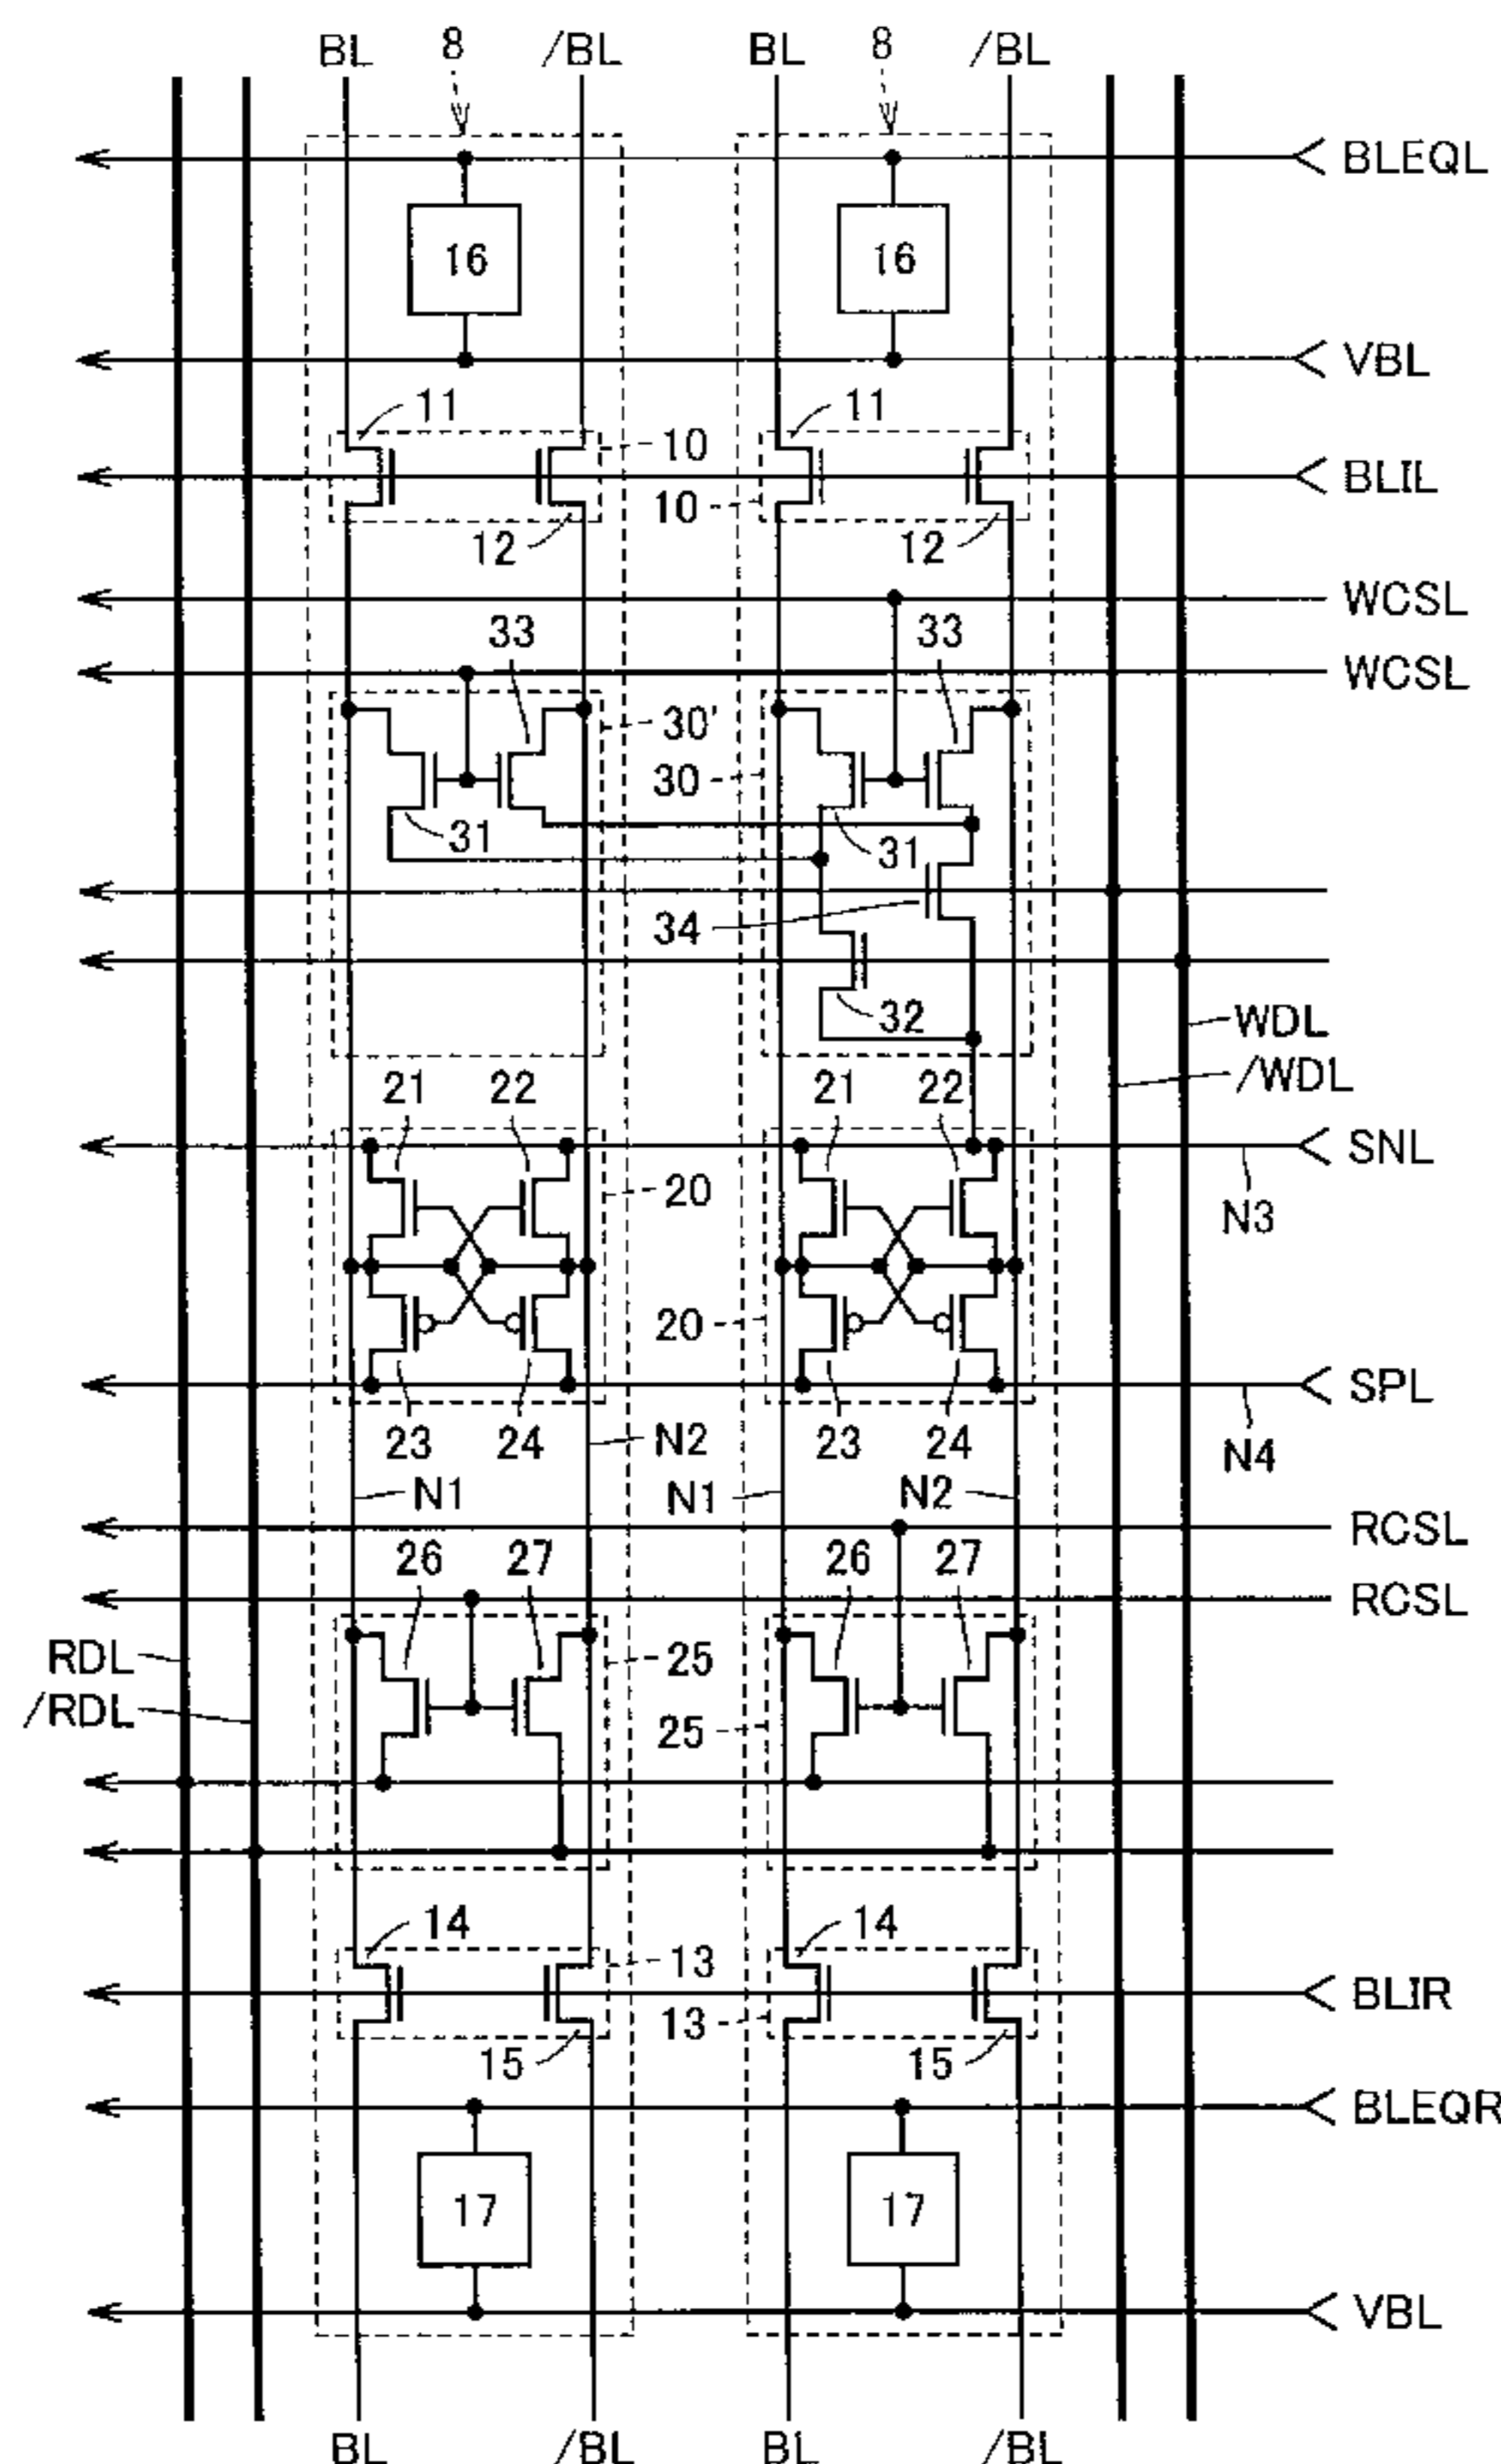 BL 8 /BL BL 8 /BL
BLEQL
16 16
VBL
11 11
10
BLIL
10
12 12
WCSL
33 33
WCSL
30'
30
31 31
34
32
WDL
/WDL
21 22 21 22
SNL
20
N3
20
SPL
23 24 N2 23 24
N4
N1 N1 N2
RCSL
26 27 26 27
RCSL
RDL 25
/RDL 25
14 14
13
BLIR
13
15 15
BLEQR
17 17
VBL
BL /BL BL /BL